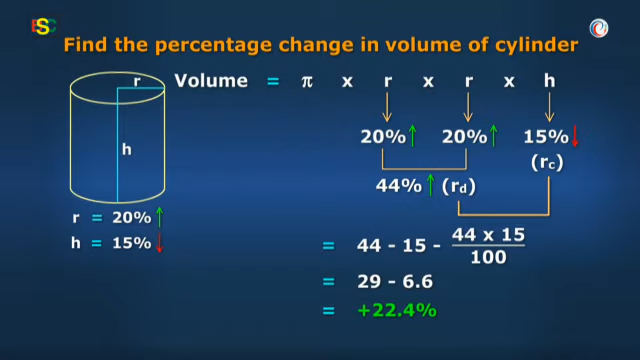 ESC
Find the percentage change in volume of cylinder
r Volume = π x r x r x h
h
20% 20% 15%
(rc)
44% (rd)
r = 20%
h = 15%
= 44 - 15 - 44 x 15
100
= 29 - 6.6
= +22.4%